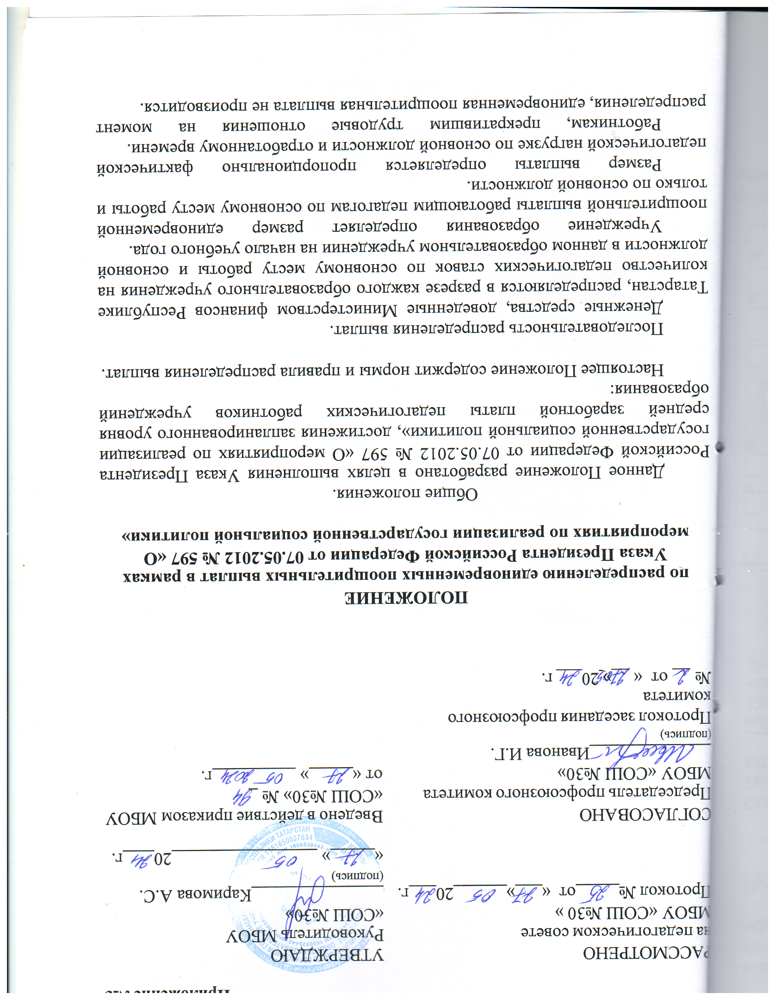 Приложение
РАССМОТРЕНО
на педагогическом совете
МБОУ «СОШ №30 »
Протокол № 25 от « 27 » 05 2024 г.
УТВЕРЖДАЮ
Руководитель МБОУ
«СОШ №30»
Каримова А.С.
(подпись)
« 27 » 05 2024 г.
СОГЛАСОВАНО
Председатель профсоюзного комитета
МБОУ «СОШ №30»
Иванова И.Г.
(подпись)
Протокол заседания профсоюзного
комитета
№ 2 от « 27 » 05 2024 г.
Введено в действие приказом МБОУ
«СОШ №30» № 94
от « 27 » 05 2024 г.
РЕСПУБЛИКИ ТАТАРСТАН
1161650037634
ИНН 1650329443
ПОЛОЖЕНИЕ
по распределению единовременных поощрительных выплат в рамках
Указа Президента Российской Федерации от 07.05.2012 № 597 «О
мероприятиях по реализации государственной социальной политики»
Общие положения.
Данное Положение разработано в целях выполнения Указа Президента
Российской Федерации от 07.05.2012 № 597 «О мероприятиях по реализации
государственной социальной политики», достижения запланированного уровня
средней заработной платы педагогических работников учреждений
образования:
Настоящее Положение содержит нормы и правила распределения выплат.
Последовательность распределения выплат.
Денежные средства, доведенные Министерством финансов Республике
Татарстан, распределяются в разрезе каждого образовательного учреждения на
количество педагогических ставок по основному месту работы и основной
должности в данном образовательном учреждении на начало учебного года.
Учреждение образования определяет размер единовременной
поощрительной выплаты работающим педагогам по основному месту работы и
только по основной должности.
Размер выплаты определяется пропорционально фактической
педагогической нагрузке по основной должности и отработанному времени.
Работникам, прекратившим трудовые отношения на момент
распределения, единовременная поощрительная выплата не производится.